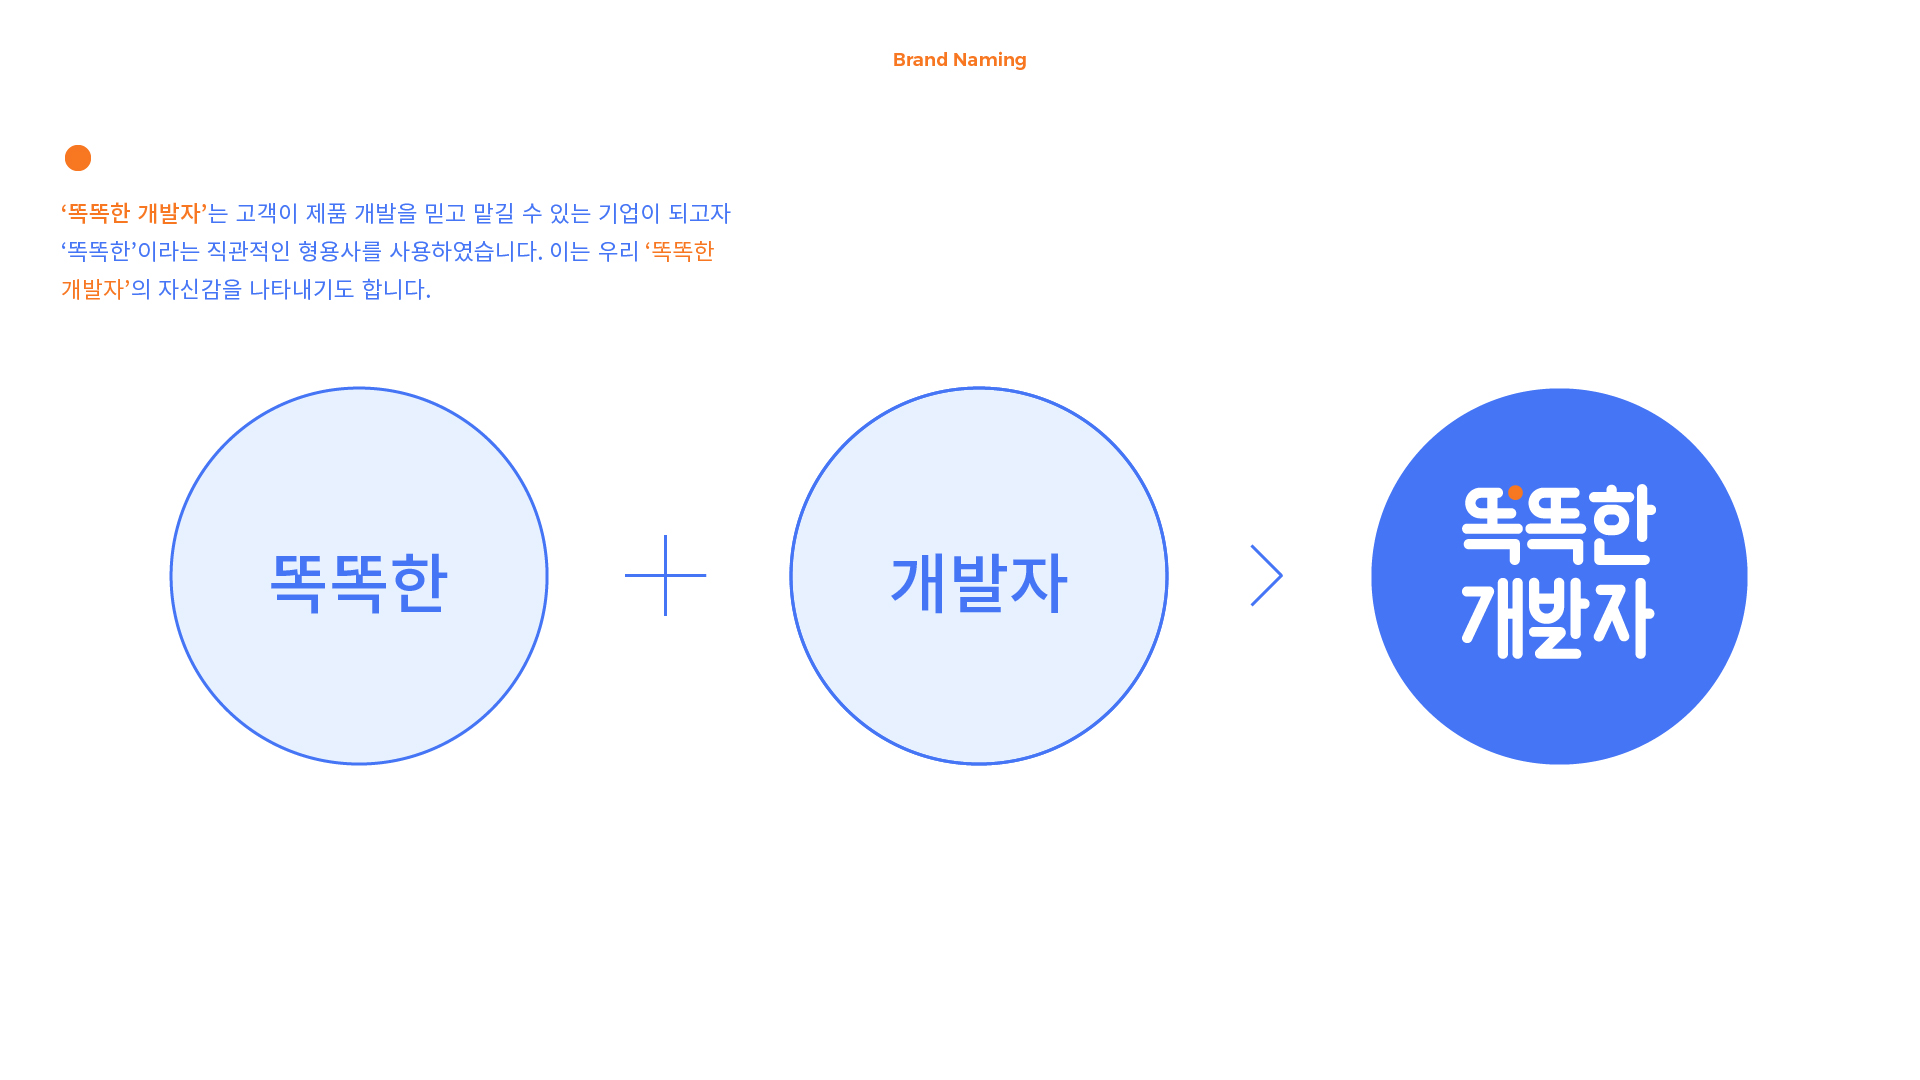 Brand Naming
‘똑똑한 개발자’는 고객이 제품 개발을 믿고 맡길 수 있는 기업이 되고자
‘똑똑한’이라는 직관적인 형용사를 사용하였습니다. 이는 우리 ‘똑똑한
개발자’의 자신감을 나타내기도 합니다.
똑똑한
개발자
똑똑한
개발자